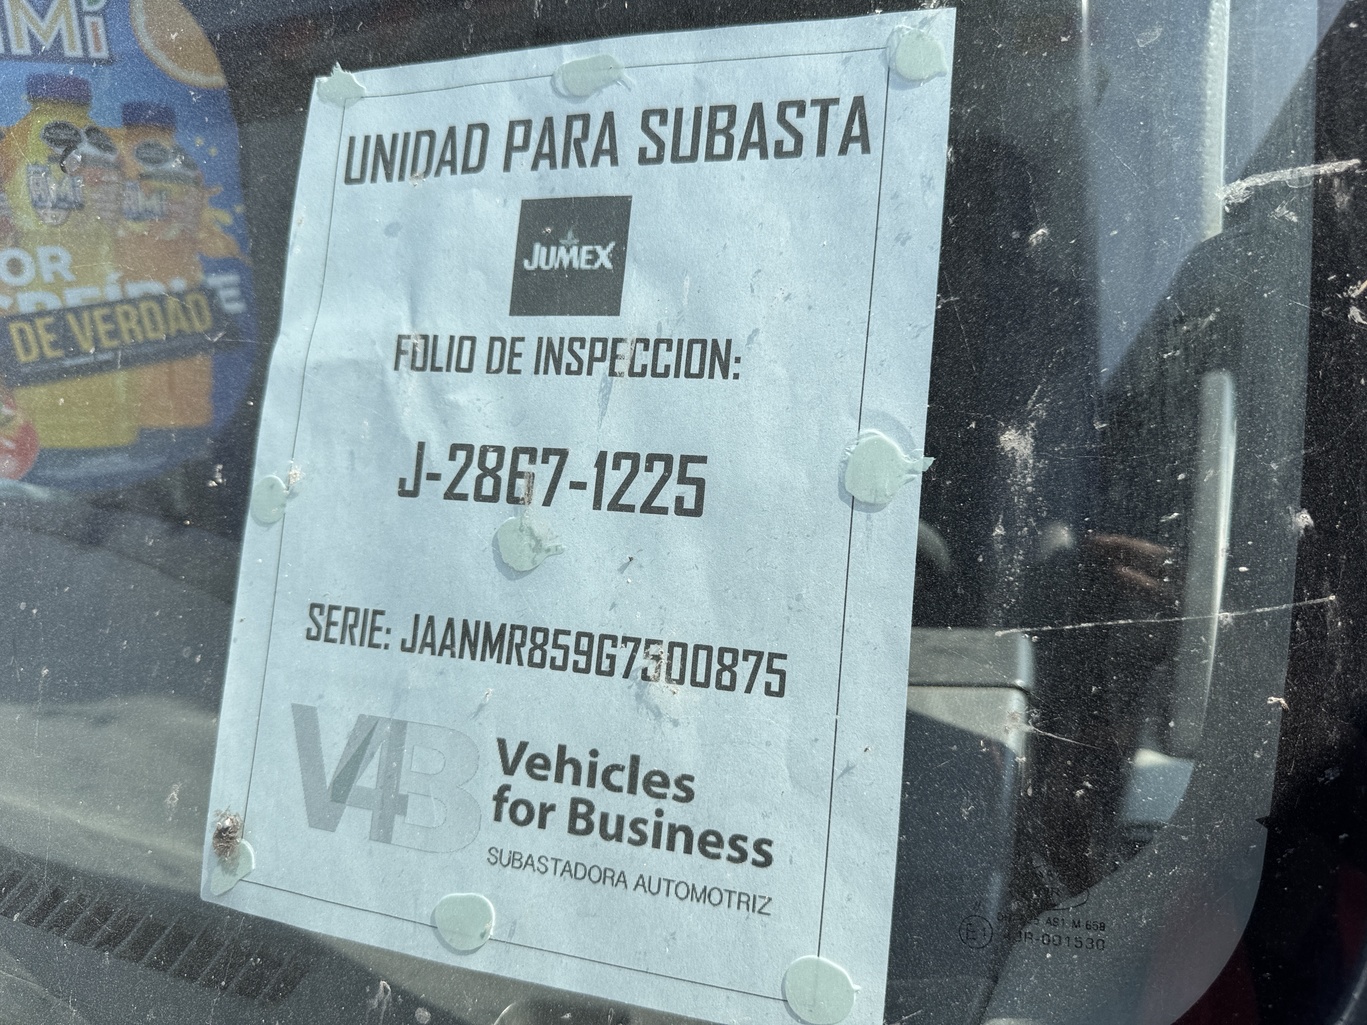 UNIDAD PARA SUBASTA
JUMEX
FOLIO DE INSPECCION:
J-2867-1225
SERIE: JAANMR859G7500875
V4B
Vehicles
for Business
SUBASTADORA AUTOMOTRIZ
DE VERDAD